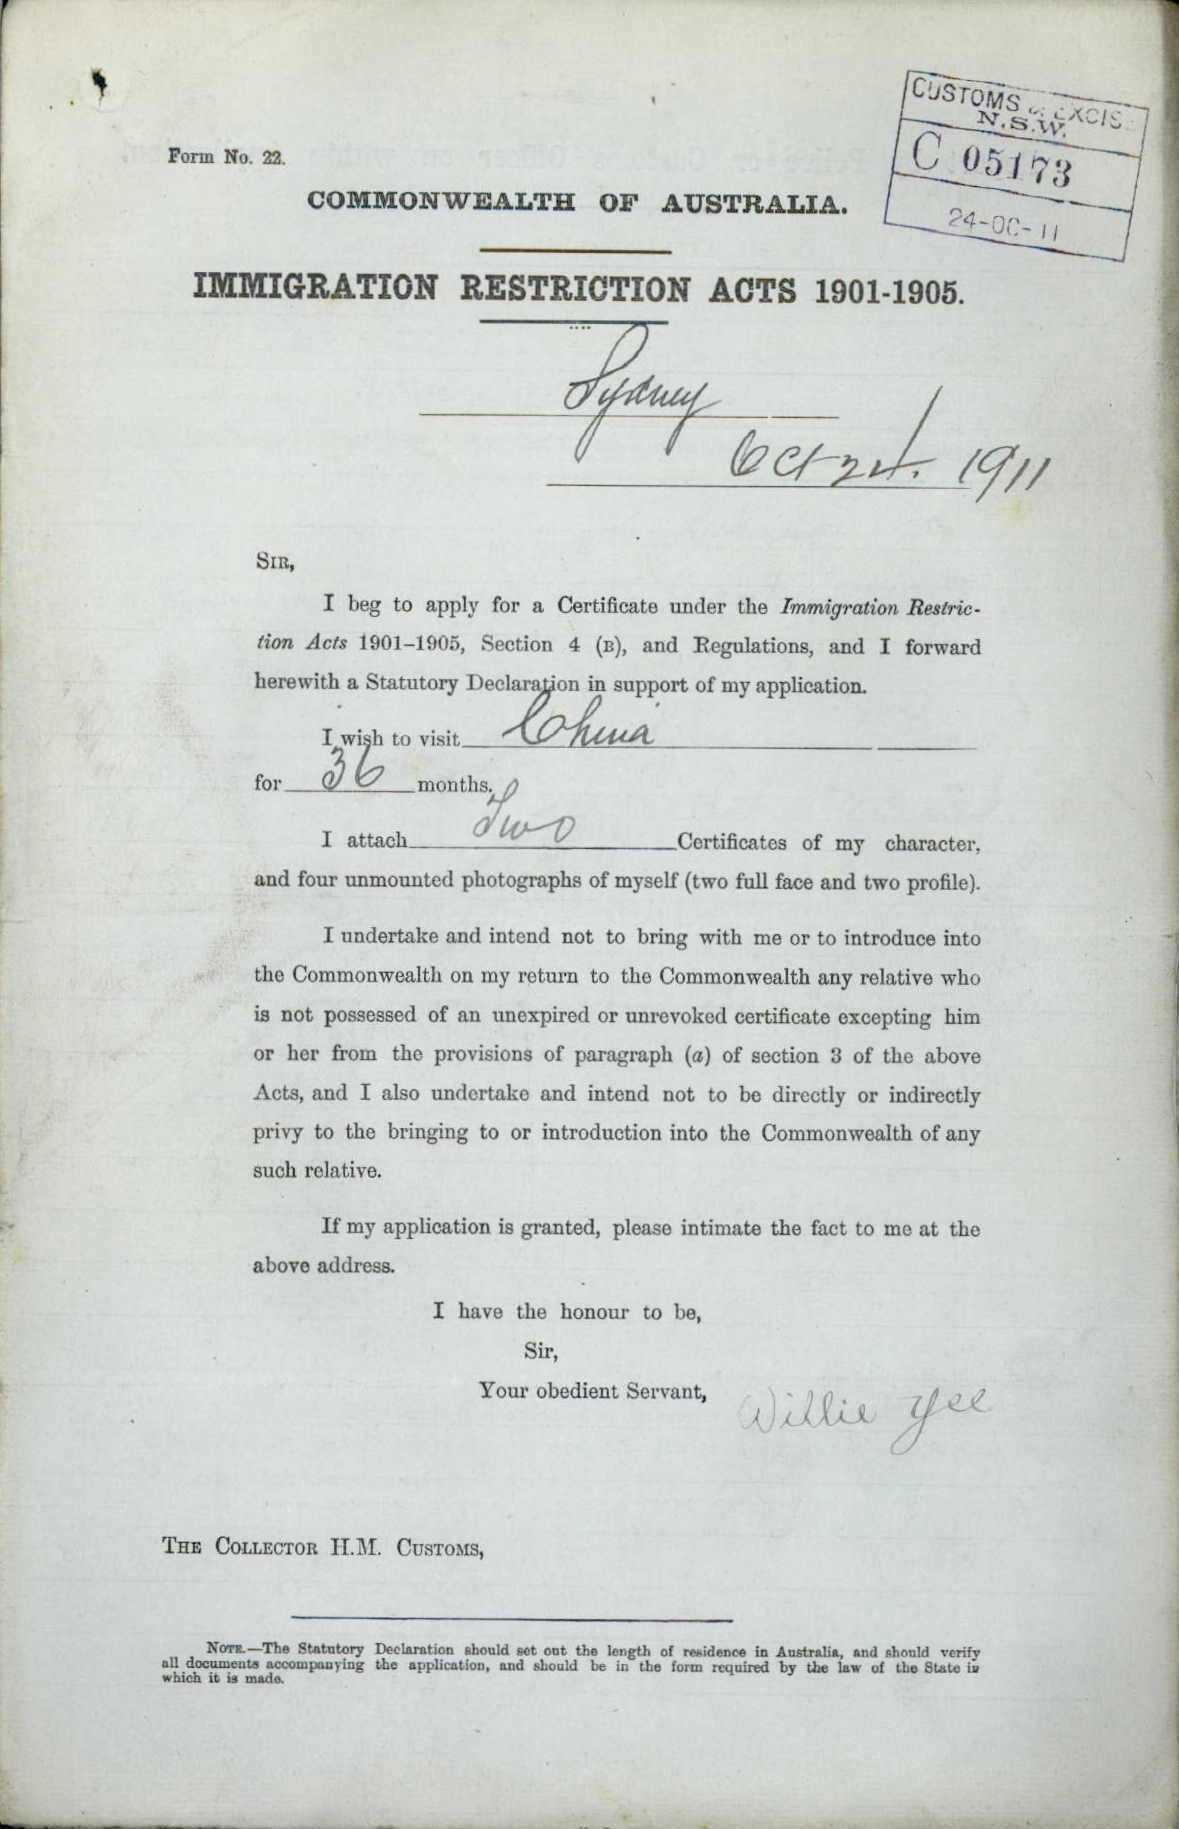 CUSTOMS & EXCISE
N.S.W.
C 05173
24-OC-11
Form No. 22.
COMMONWEALTH OF AUSTRALIA.
IMMIGRATION RESTRICTION ACTS 1901-1905.
Sydney
Oct 24. 1911
SIR,
I beg to apply for a Certificate under the Immigration Restric-
tion Acts 1901–1905, Section 4 (B), and Regulations, and I forward
herewith a Statutory Declaration in support of my application.
I wish to visit China
for 36 months.
I attach Two Certificates of my character,
and four unmounted photographs of myself (two full face and two profile).
I undertake and intend not to bring with me or to introduce into
the Commonwealth on my return to the Commonwealth any relative who
is not possessed of an unexpired or unrevoked certificate excepting him
or her from the provisions of paragraph (a) of section 3 of the above
Acts, and I also undertake and intend not to be directly or indirectly
privy to the bringing to or introduction into the Commonwealth of any
such relative.
If my application is granted, please intimate the fact to me at the
above address.
I have the honour to be,
Sir,
Your obedient Servant,
Willie Yee
THE COLLECTOR H.M. CUSTOMS,
NOTE.—The Statutory Declaration should set out the length of residence in Australia, and should verify
all documents accompanying the application, and should be in the form required by the law of the State in
which it is made.